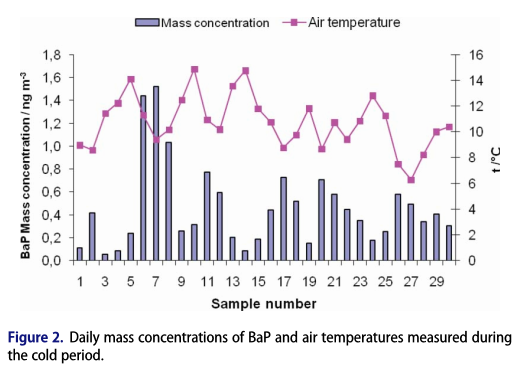 Mass concentration Air temperature
BaP Mass concentration / ng m-3
1,8
1,6
1,4
1,2
1,0
0,8
0,6
0,4
0,2
0,0
16
14
12
10
8
6
4
2
0
t /°C
1 3 5 7 9 11 13 15 17 19 21 23 25 27 29
Sample number
Figure 2. Daily mass concentrations of BaP and air temperatures measured during
the cold period.